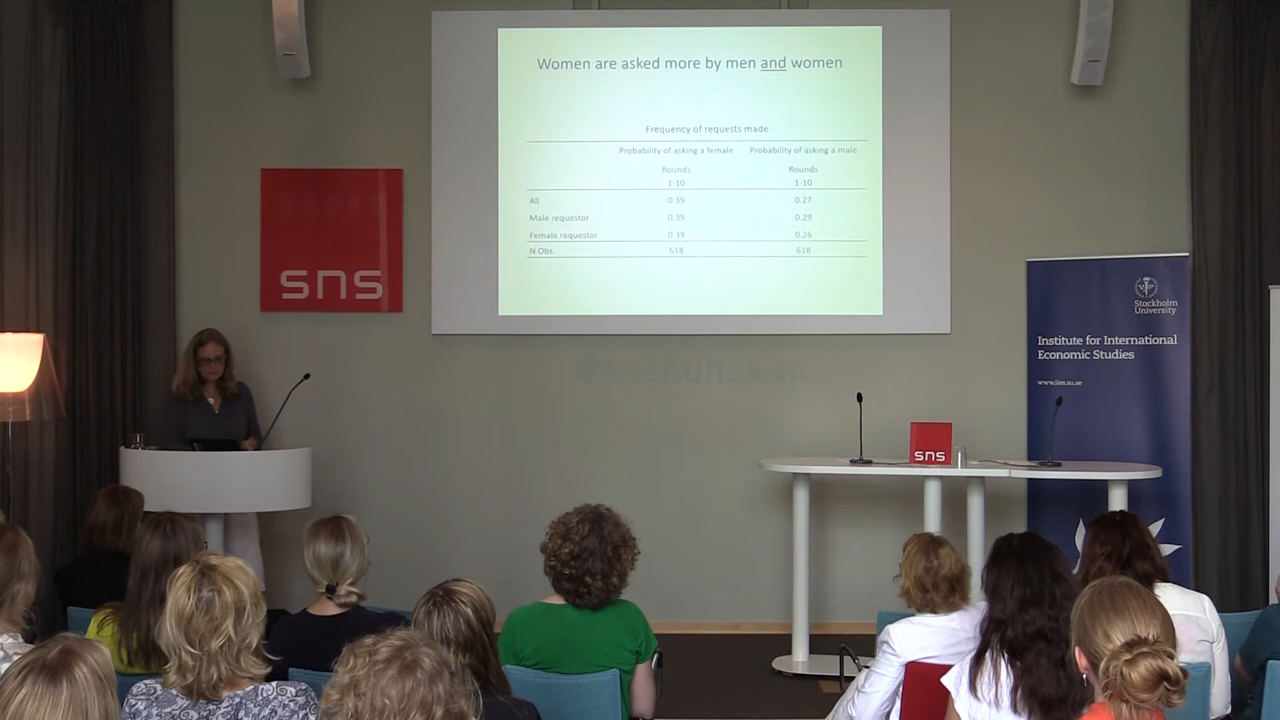 Women are asked more by men and women
Frequency of requests made
Probability of asking a female Probability of asking a male
Rounds Rounds
1-10 1-10
All 0.39 0.27
Male requestor 0.39 0.29
Female requestor 0.39 0.26
N Obs 618 618
sns
Stockholm
University
Institute for International
Economic Studies
www.iies.su.se
sns